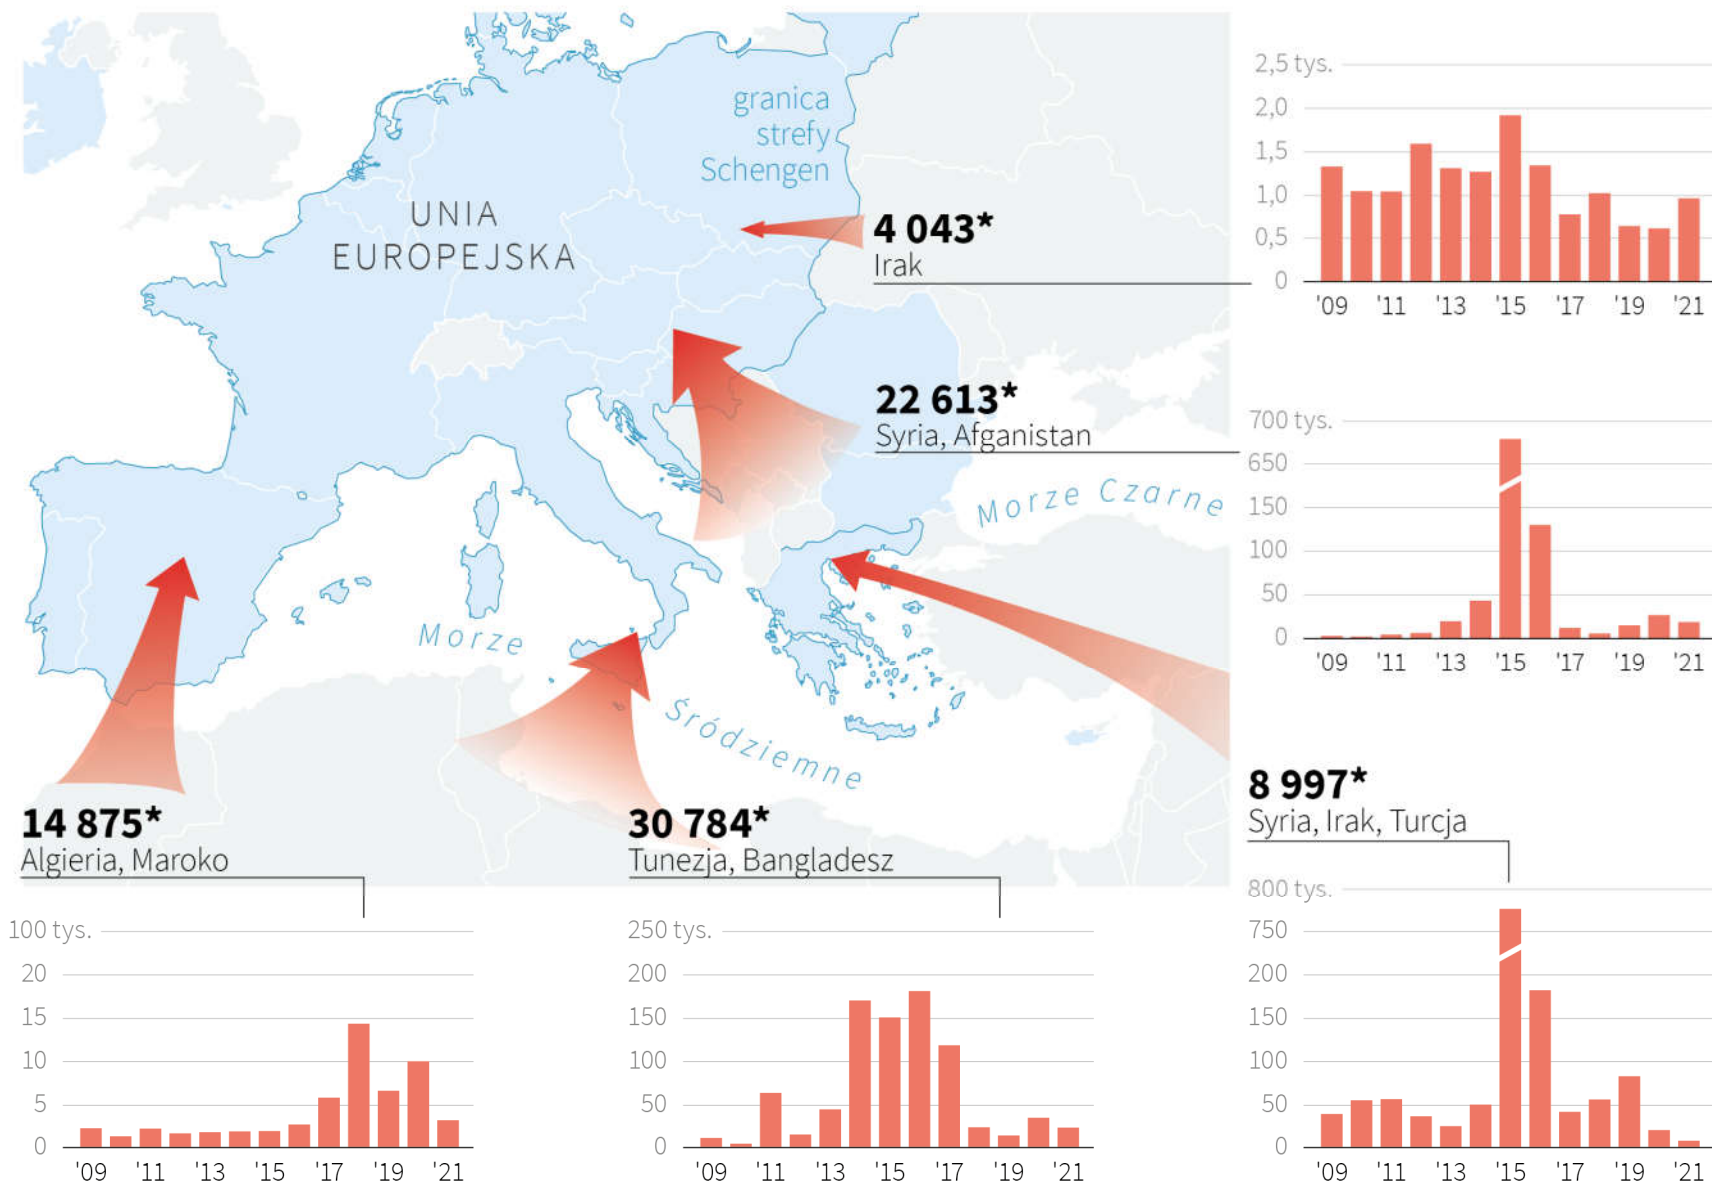 granica
strefy
Schengen
UNIA
EUROPEJSKA
4 043*
Irak
22 613*
Syria, Afganistan
Morze Czarne
Morze
Śródziemne
14 875*
Algieria, Maroko
30 784*
Tunezja, Bangladesz
8 997*
Syria, Irak, Turcja
2,5 tys.
2,0
1,5
1,0
0,5
0
'09 '11 '13 '15 '17 '19 '21
700 tys.
650
150
100
50
0
'09 '11 '13 '15 '17 '19 '21
800 tys.
750
200
150
100
50
0
'09 '11 '13 '15 '17 '19 '21
100 tys.
20
15
10
5
0
'09 '11 '13 '15 '17 '19 '21
250 tys.
200
150
100
50
0
'09 '11 '13 '15 '17 '19 '21